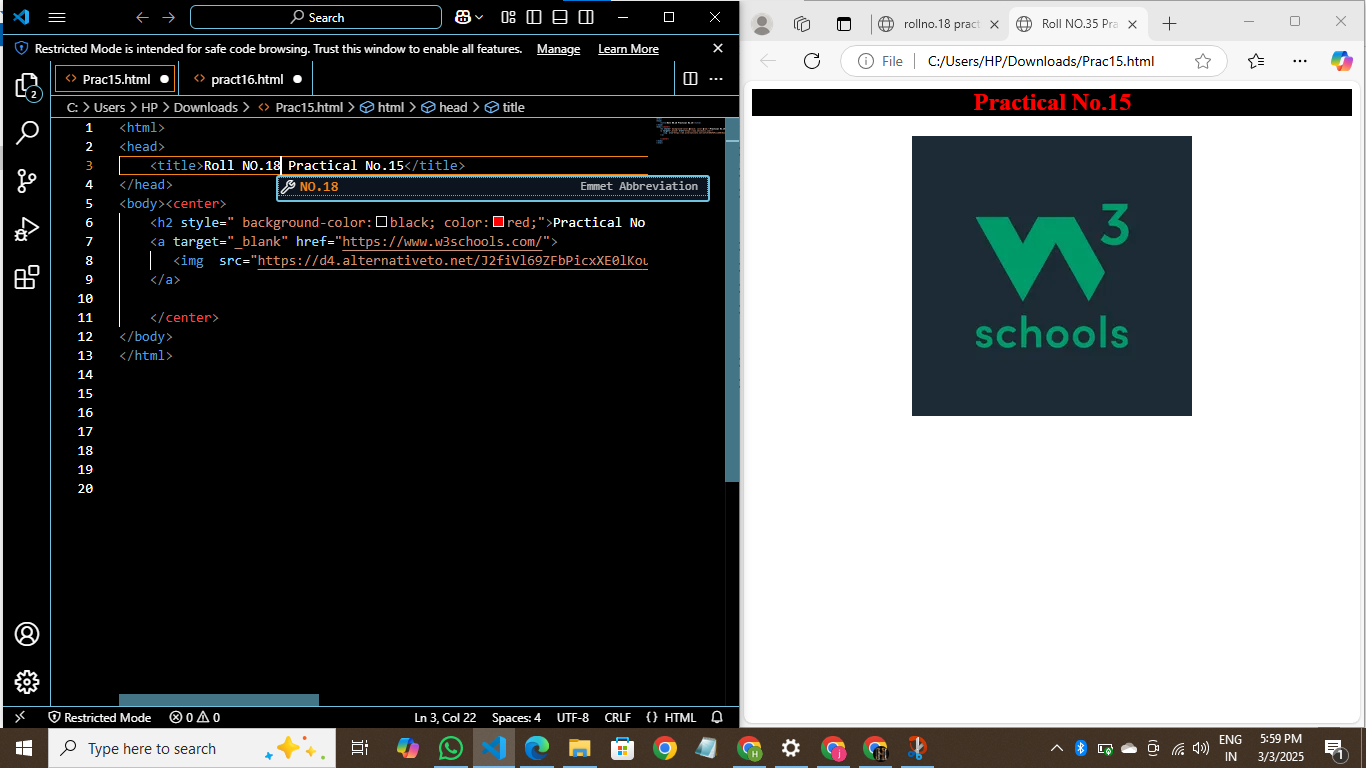 Search
Restricted Mode is intended for safe code browsing. Trust this window to enable all features. Manage Learn More
2
Prac15.html
pract16.html
C: > Users > HP > Downloads > Prac15.html > html > head > title
1 <html>
2 <head>
3 <title>Roll NO.18 Practical No.15</title>
NO.18 Emmet Abbreviation
4 </head>
5 <body><center>
6 <h2 style=" background-color:black; color:red;">Practical No
7 <a target="_blank" href="https://www.w3schools.com/">
8 <img  src="https://d4.alternativeto.net/J2fiVl69ZFbPicxXE0lKou
9 </a>
10
11 </center>
12 </body>
13 </html>
14
15
16
17
18
19
20
Restricted Mode 0 0 Ln 3, Col 22 Spaces: 4 UTF-8 CRLF {} HTML
rollno.18 pract
Roll NO.35 Pra
File C:/Users/HP/Downloads/Prac15.html
Practical No.15
W3
schools
Type here to search
ENG
IN
5:59 PM
3/3/2025
1